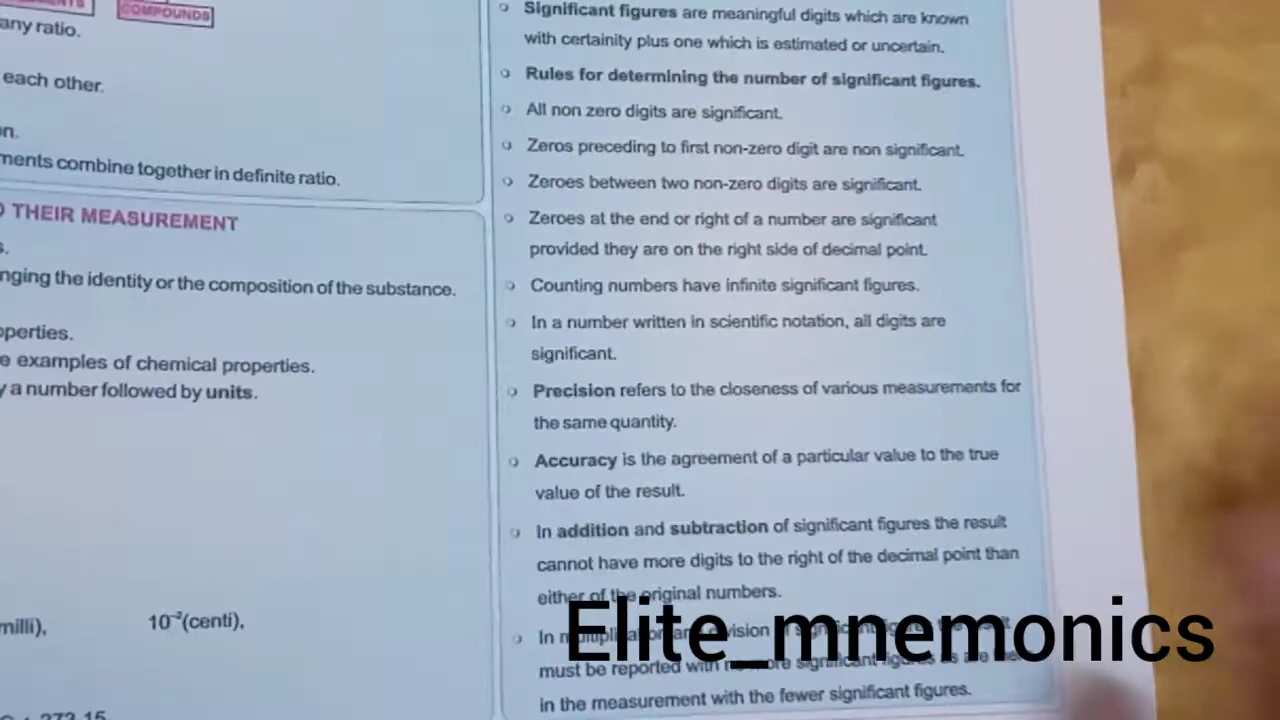 COMPOUNDS
any ratio.
each other.
combine together in definite ratio.
THEIR MEASUREMENT
the identity or the composition of the substance.
examples of chemical properties.
a number followed by units.
10⁻²(centi),
Significant figures are meaningful digits which are known
with certainity plus one which is estimated or uncertain.
Rules for determining the number of significant figures.
All non zero digits are significant.
Zeros preceding to first non-zero digit are non significant.
Zeroes between two non-zero digits are significant.
Zeroes at the end or right of a number are significant
provided they are on the right side of decimal point.
Counting numbers have infinite significant figures.
In a number written in scientific notation, all digits are
significant.
Precision refers to the closeness of various measurements for
the same quantity.
Accuracy is the agreement of a particular value to the true
value of the result.
In addition and subtraction of significant figures the result
cannot have more digits to the right of the decimal point than
either of the original numbers.
Elite_mnemonics
In
must be reported with significant
in the measurement with the fewer significant figures.